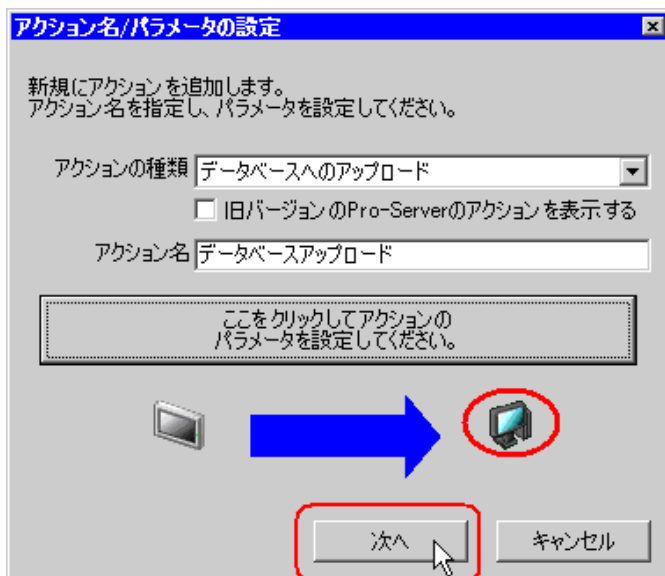 アクション名/パラメータの設定
新規にアクションを追加します。
アクション名を指定し、パラメータを設定してください。
アクションの種類 データベースへのアップロード
旧バージョンのPro-Serverのアクションを表示する
アクション名 データベースアップロード
ここをクリックしてアクションの
パラメータを設定してください。
次へ キャンセル